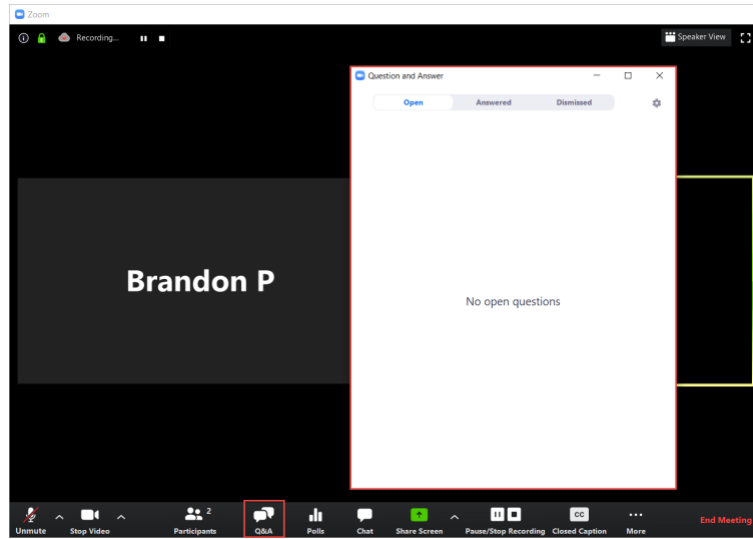 Zoom
Recording...
Speaker View
Question and Answer
Open Answered Dismissed
Brandon P
No open questions
2
Unmute Stop Video Participants Q&A Polls Chat Share Screen Pause/Stop Recording CC Closed Caption More End Meeting